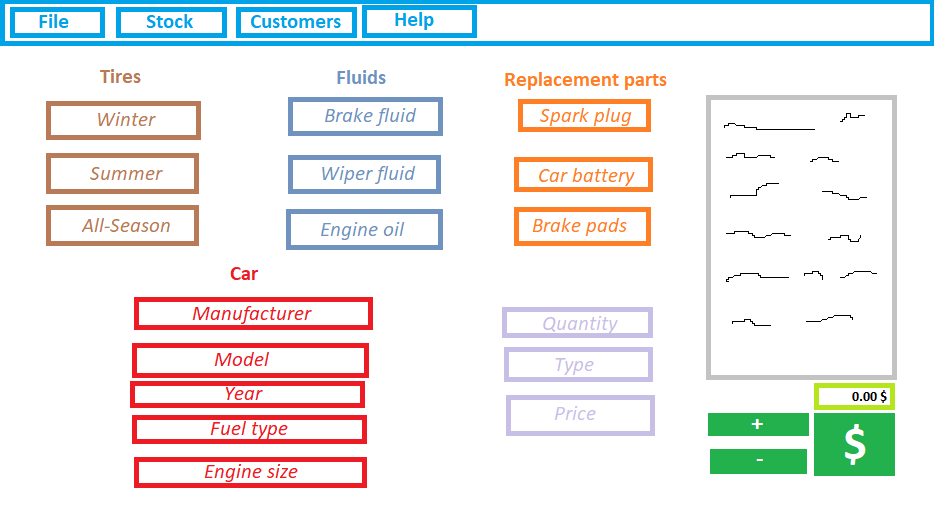 File
Stock
Customers
Help
Tires
Winter
Summer
All-Season
Fluids
Brake fluid
Wiper fluid
Engine oil
Replacement parts
Spark plug
Car battery
Brake pads
Car
Manufacturer
Model
Year
Fuel type
Engine size
Quantity
Type
Price
0.00 $
+
-
$